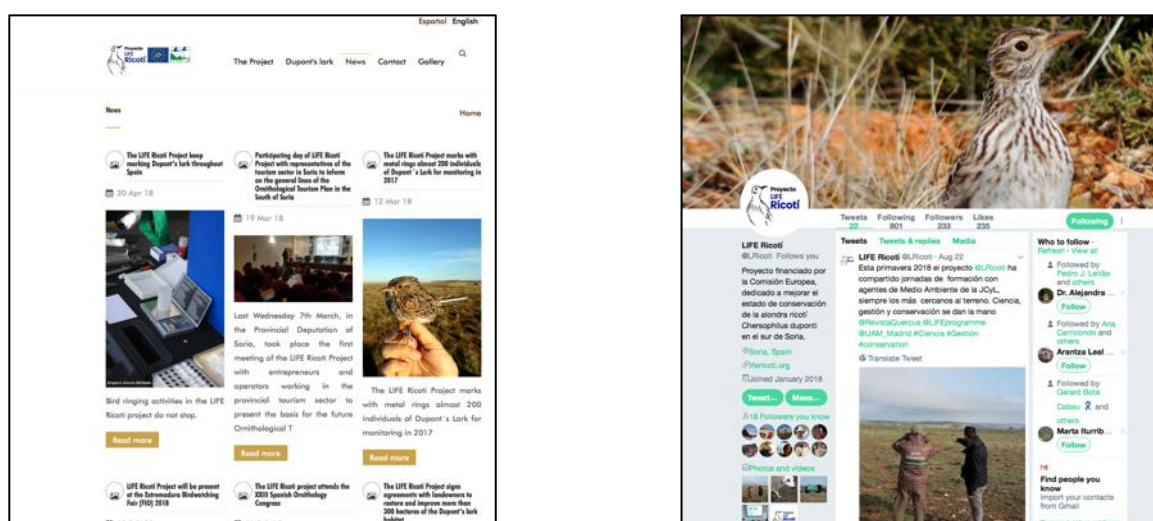 Español English
Proyecto
LIFE
Ricotí
The Project Dupont's lark News Contact Gallery
News
Home
The LIFE Ricotí Project keep
marking Dupont's lark throughout
Spain
30 Apr 18
Bird ringing activities in the LIFE
Ricotí project do not stop.
Read more
Participating day of LIFE Ricotí
Project with representatives of the
tourism sector in Soria to inform
on the general lines of the
Ornithological Tourism Plan in the
South of Soria
19 Mar 18
Last Wednesday 7th March, in
the Provincial Deputation of
Soria, took place the first
meeting of the LIFE Ricoti Project
with entrepreneurs and
operators working in the
provincial tourism sector to
present the basis for the future
Ornithological T
Read more
The LIFE Ricotí Project marks with
metal rings almost 200 individuals
of Dupont´s Lark for monitoring in
2017
12 Mar 18
The LIFE Ricoti Project marks
with metal rings almost 200
individuals of Dupont´s Lark for
monitoring in 2017
Read more
LIFE Ricotí Project will be present
at the Extremadura Birdwatching
Fair (FIO) 2018
The LIFE Ricotí project attends the
XXIII Spanish Ornithology
Congress
The LIFE Ricotí Project signs
agreements with landowners to
restore and improve more than
300 hectares of the Dupont's lark
habitat
Proyecto
LIFE
Ricotí
Tweets Following Followers Likes
22 801 233 235
Following
LIFE Ricotí
@LRicoti Follows you
Proyecto financiado por
la Comisión Europea,
dedicado a mejorar el
estado de conservación
de la alondra ricotí
Chersophilus duponti
en el sur de Soria.
Soria, Spain
lifericoti.org
Joined January 2018
Tweet... Mess...
18 Followers you know
Photos and videos
Tweets Tweets & replies Media
LIFE Ricotí @LRicoti · Aug 22
Esta primavera 2018 el proyecto @LRicoti ha
compartido jornadas de formación con
agentes de Medio Ambiente de la JCyL,
siempre los más cercanos al terreno. Ciencia,
gestión y conservación se dan la mano
@RevistaQuercus @LIFEprogramme
@UAM_Madrid #Ciencia #Gestión
#conservation
Translate Tweet
Who to follow ·
Refresh · View all
Followed by
Pedro J. Leitão
and others
Dr. Alejandra ...
Follow
Followed by Ana
and
others
Arantza Leal ...
Follow
Followed by
Gerard Bota
Cabau and
others
Marta Iturrib...
Follow
Find people you
know
Import your contacts
from Gmail